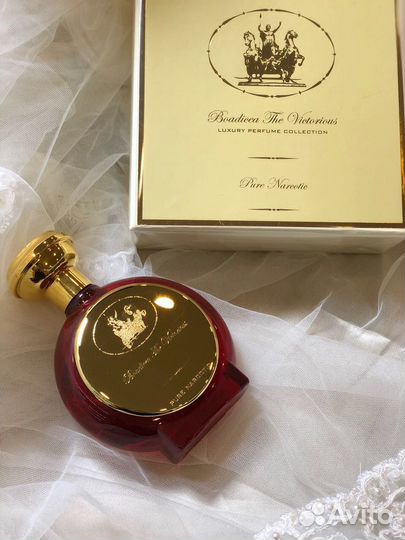 Boadicea The Victorious
LUXURY PERFUME COLLECTION
Pure Narcotic
Boadicea The Victorious
PURE NARCOTIC
Avito